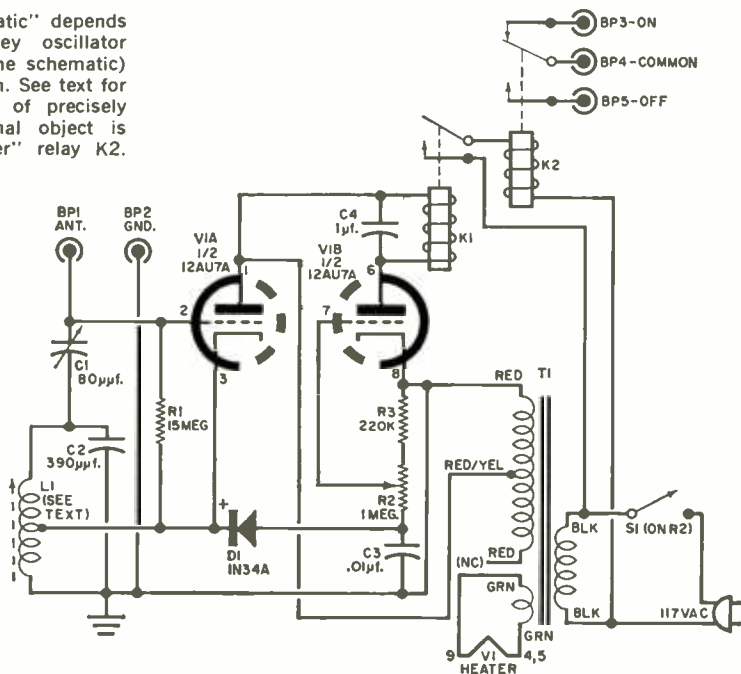 atic" depends
ey oscillator
ne schematic)
n. See text for
of precisely
nal object is
er" relay K2.
BP3-ON
BP4-COMMON
BP5-OFF
K2
K1
BP1
ANT.
BP2
GND.
V1A
1/2
12AU7A
1
2
3
C4
1µf.
V1B
1/2
12AU7A
6
7
8
C1
80µµf.
R1
15MEG
C2
390µµf.
L1
(SEE
TEXT)
+
D1
1N34A
R3
220K
R2
1 MEG.
C3
.01µf.
RED
T1
RED/YEL
(NC) RED
GRN
GRN
9 V1 4,5
HEATER
BLK
S1 (ON R2)
BLK
117VAC